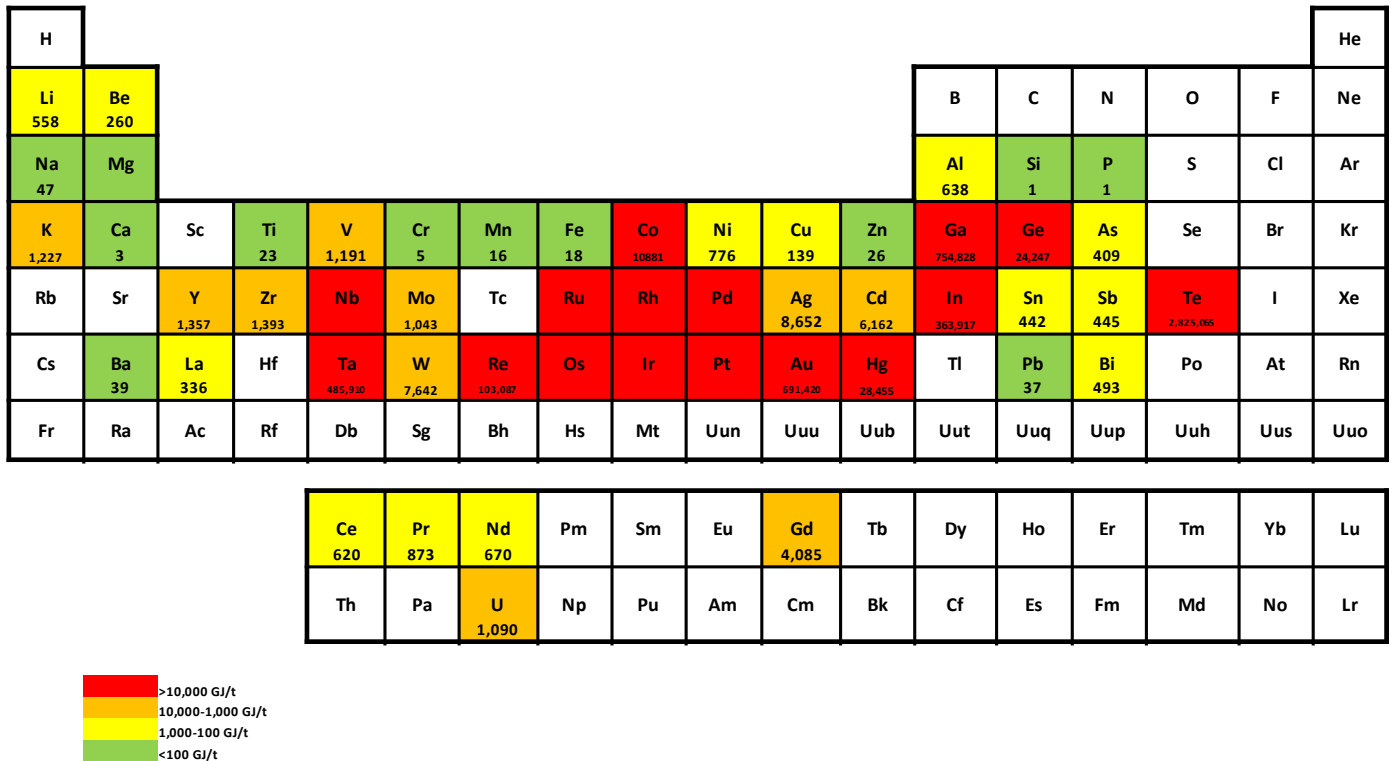 H He
Li Be B C N O F Ne
558 260
Na Mg Al Si P S Cl Ar
47 638 1 1
K Ca Sc Ti V Cr Mn Fe Co Ni Cu Zn Ga Ge As Se Br Kr
1,227 3 23 1,191 5 16 18 10881 776 139 26 754,828 24,247 409
Rb Sr Y Zr Nb Mo Tc Ru Rh Pd Ag Cd In Sn Sb Te I Xe
1,357 1,393 1,043 8,652 6,162 363,917 442 445 2,825,065
Cs Ba La Hf Ta W Re Os Ir Pt Au Hg Tl Pb Bi Po At Rn
39 336 485,910 7,642 103,087 691,420 28,455 37 493
Fr Ra Ac Rf Db Sg Bh Hs Mt Uun Uuu Uub Uut Uuq Uup Uuh Uus Uuo
Ce Pr Nd Pm Sm Eu Gd Tb Dy Ho Er Tm Yb Lu
620 873 670 4,085
Th Pa U Np Pu Am Cm Bk Cf Es Fm Md No Lr
1,090
>10,000 GJ/t
10,000-1,000 GJ/t
1,000-100 GJ/t
<100 GJ/t